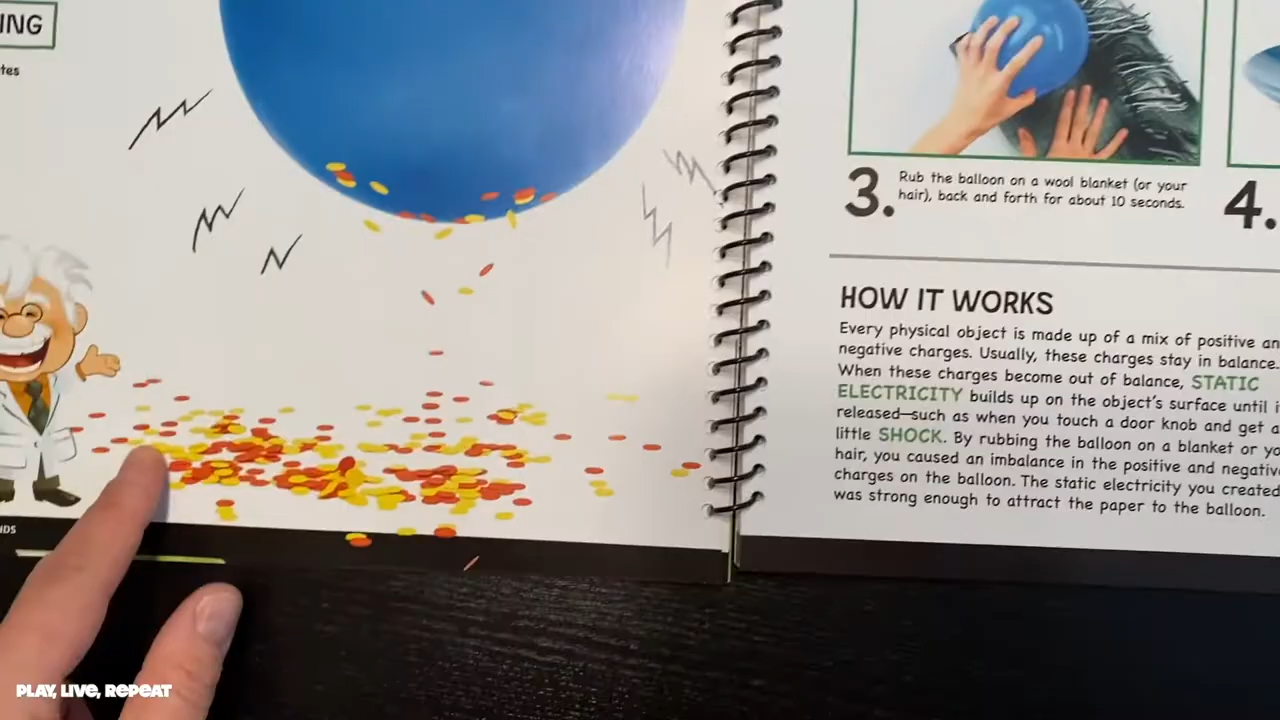 ING
tes
3.
Rub the balloon on a wool blanket (or your
hair), back and forth for about 10 seconds.
4.
HOW IT WORKS
Every physical object is made up of a mix of positive
negative charges. Usually, these charges stay in balance.
When these charges become out of balance, STATIC
ELECTRICITY builds up on the object's surface until
released—such as when you touch a door knob and get a
little SHOCK. By rubbing the balloon on a blanket or
hair, you caused an imbalance in the positive and negative
charges on the balloon. The static electricity you created
was strong enough to attract the paper to the balloon.
PLAY, LIVE, REPEAT